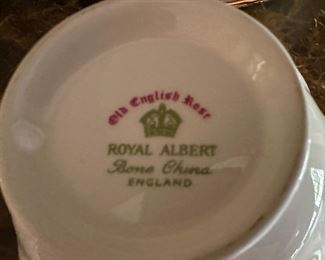 Old English Rose
ROYAL ALBERT
Bone China
ENGLAND